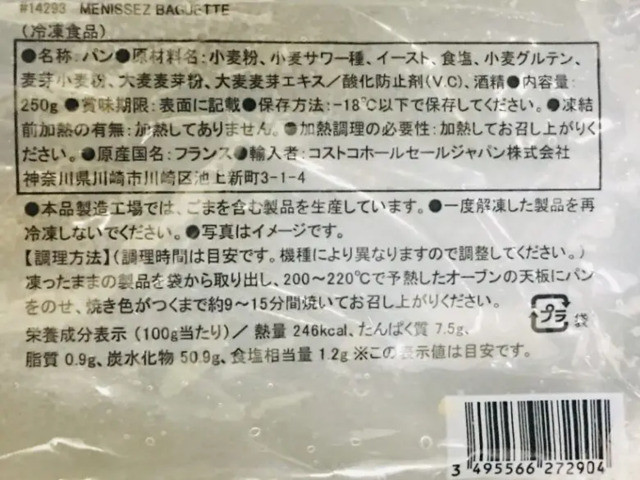 #14293 MENISSEZ BAGUETTE
(冷凍食品)
●名称:パン●原材料名:小麦粉、小麦サワー種、イースト、食塩、小麦グルテン、
麦芽小麦粉、大麦麦芽粉、大麦麦芽エキス/酸化防止剤(V.C)、酒精●内容量:
250g●賞味期限:表面に記載●保存方法:-18℃以下で保存してください。●凍結
前加熱の有無:加熱してありません。●加熱調理の必要性:加熱してお召し上がりく
ださい。●原産国名:フランス●輸入者:コストコホールセールジャパン株式会社
神奈川県川崎市川崎区池上新町3-1-4
●本品製造工場では、ごまを含む製品を生産しています。●一度解凍した製品を再
冷凍しないでください。●写真はイメージです。
【調理方法】(調理時間は目安です。機種により異なりますので調整してください。)
凍ったままの製品を袋から取り出し、200～220℃で予熱したオーブンの天板にパン
をのせ、焼き色がつくまで約9～15分間焼いてお召し上がりください。
プラ 袋
栄養成分表示(100g当たり)/熱量 246kcal、たんぱく質 7.5g、
脂質 0.9g、炭水化物 50.9g、食塩相当量 1.2g ※この表示値は目安です。
3 495566 272904